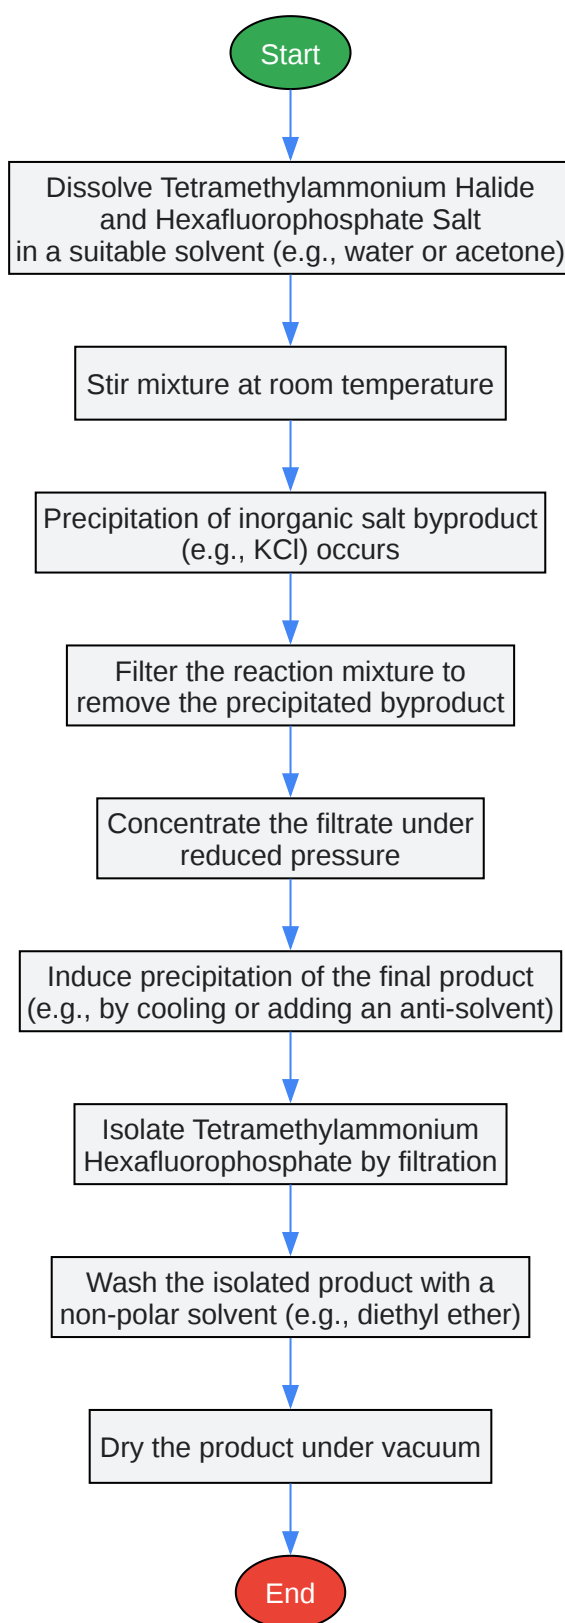 Start
Dissolve Tetramethylammonium Halide
and Hexafluorophosphate Salt
in a suitable solvent (e.g., water or acetone)
Stir mixture at room temperature
Precipitation of inorganic salt byproduct
(e.g., KCl) occurs
Filter the reaction mixture to
remove the precipitated byproduct
Concentrate the filtrate under
reduced pressure
Induce precipitation of the final product
(e.g., by cooling or adding an anti-solvent)
Isolate Tetramethylammonium
Hexafluorophosphate by filtration
Wash the isolated product with a
non-polar solvent (e.g., diethyl ether)
Dry the product under vacuum
End